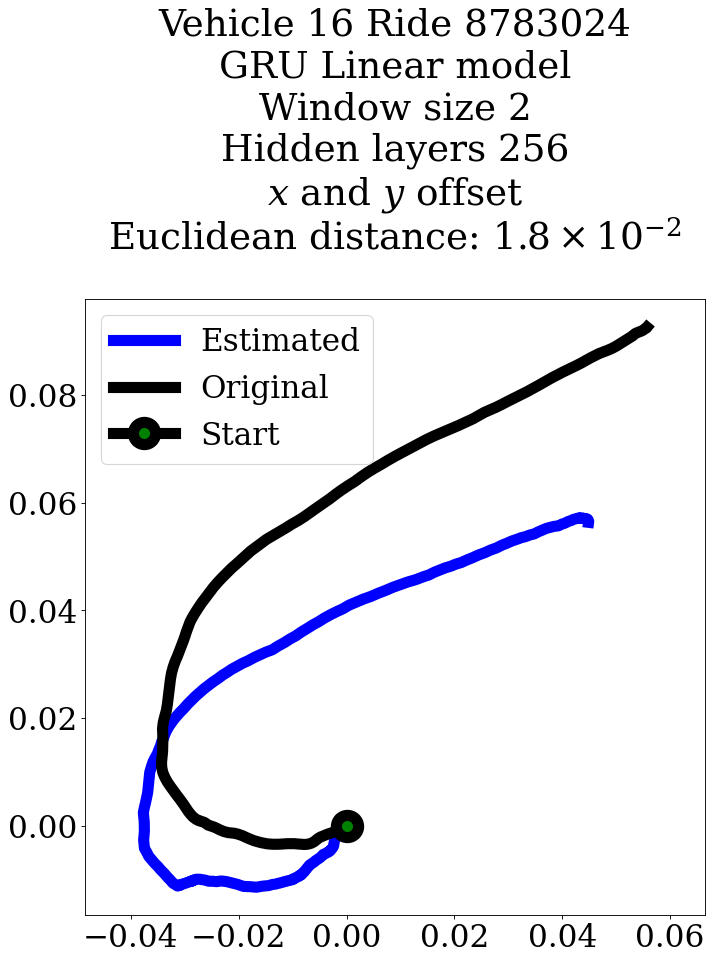 Vehicle 16 Ride 8783024
GRU Linear model
Window size 2
Hidden layers 256
x and y offset
Euclidean distance: 1.8 × 10⁻²
Estimated
Original
Start
0.08
0.06
0.04
0.02
0.00
−0.04 −0.02 0.00 0.02 0.04 0.06